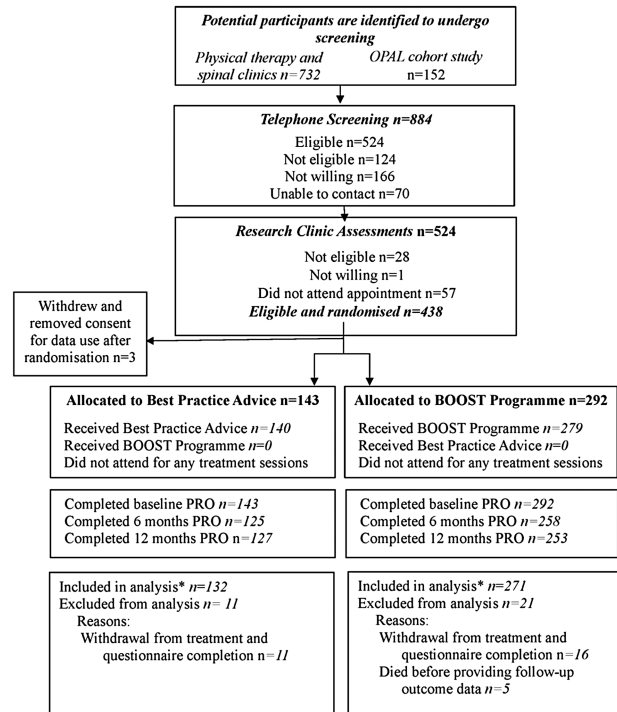 Potential participants are identified to undergo
screening
Physical therapy and
spinal clinics n=732
OPAL cohort study
n=152
Telephone Screening n=884
Eligible n=524
Not eligible n=124
Not willing n=166
Unable to contact n=70
Research Clinic Assessments n=524
Not eligible n=28
Not willing n=1
Did not attend appointment n=57
Eligible and randomised n=438
Withdrew and
removed consent
for data use after
randomisation n=3
Allocated to Best Practice Advice n=143
Received Best Practice Advice n=140
Received BOOST Programme n=0
Did not attend for any treatment sessions
Allocated to BOOST Programme n=292
Received BOOST Programme n=279
Received Best Practice Advice n=0
Did not attend for any treatment sessions
Completed baseline PRO n=143
Completed 6 months PRO n=125
Completed 12 months PRO n=127
Completed baseline PRO n=292
Completed 6 months PRO n=258
Completed 12 months PRO n=253
Included in analysis* n=132
Excluded from analysis n= 11
Reasons:
Withdrawal from treatment and
questionnaire completion n=11
Included in analysis* n=271
Excluded from analysis n=21
Reasons:
Withdrawal from treatment and
questionnaire completion n=16
Died before providing follow-up
outcome data n=5